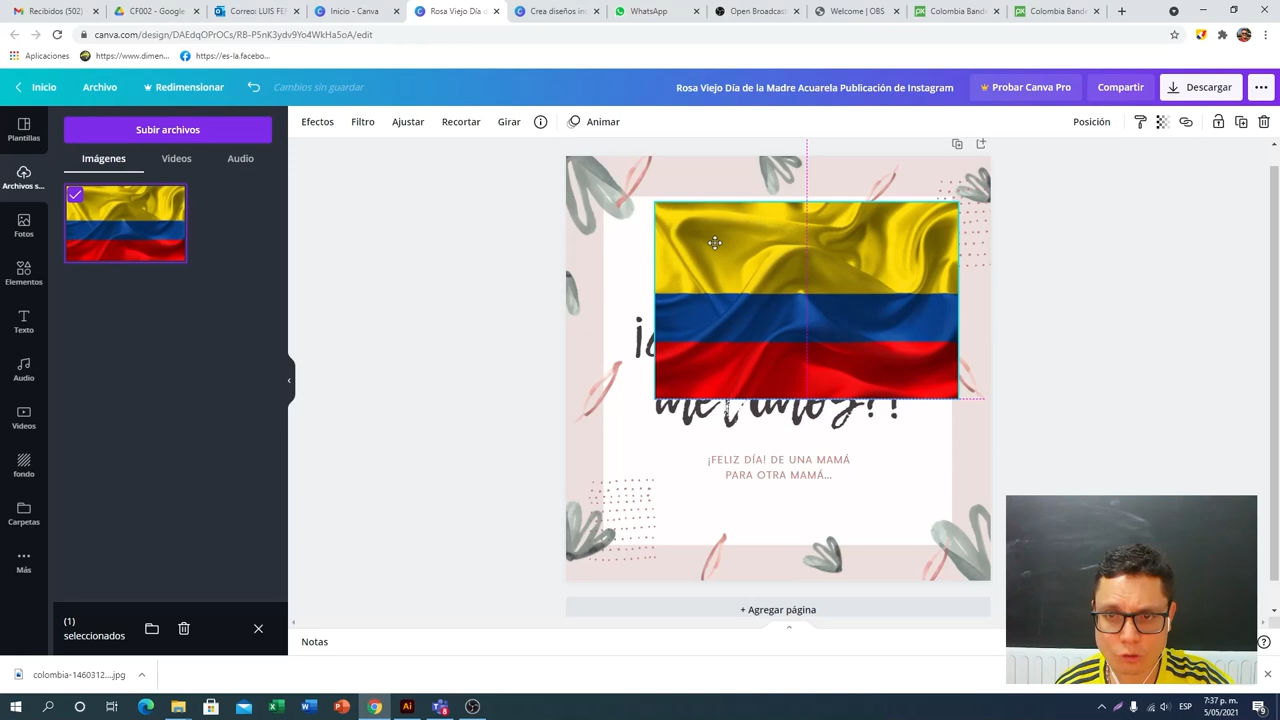 Recibidos (502)
CF002 - Google
Correo: LUIS FE
Inicio - Canva
Rosa Viejo Día d
Crea diseños inc
WhatsApp
Open Broadcast
Welcome | OBS
Colombia Bande
Colombia Bande
canva.com/design/DAEdqOPrOCs/RB-P5nK3ydv9Yo4WkHa5oA/edit
Aplicaciones
https://www.dimen...
https://es-la.facebo...
Inicio
Archivo
Redimensionar
Cambios sin guardar
Rosa Viejo Día de la Madre Acuarela Publicación de Instagram
Probar Canva Pro
Compartir
Descargar
Plantillas
Subir archivos
Efectos
Filtro
Ajustar
Recortar
Girar
Animar
Posición
Imágenes
Videos
Audio
Archivos s...
Fotos
Elementos
Texto
Audio
Videos
fondo
Carpetas
Más
¡FELIZ DÍA! DE UNA MAMÁ
PARA OTRA MAMÁ...
+ Agregar página
(1)
seleccionados
Notas
colombia-1460312....jpg
ESP
7:37 p. m.
5/05/2021